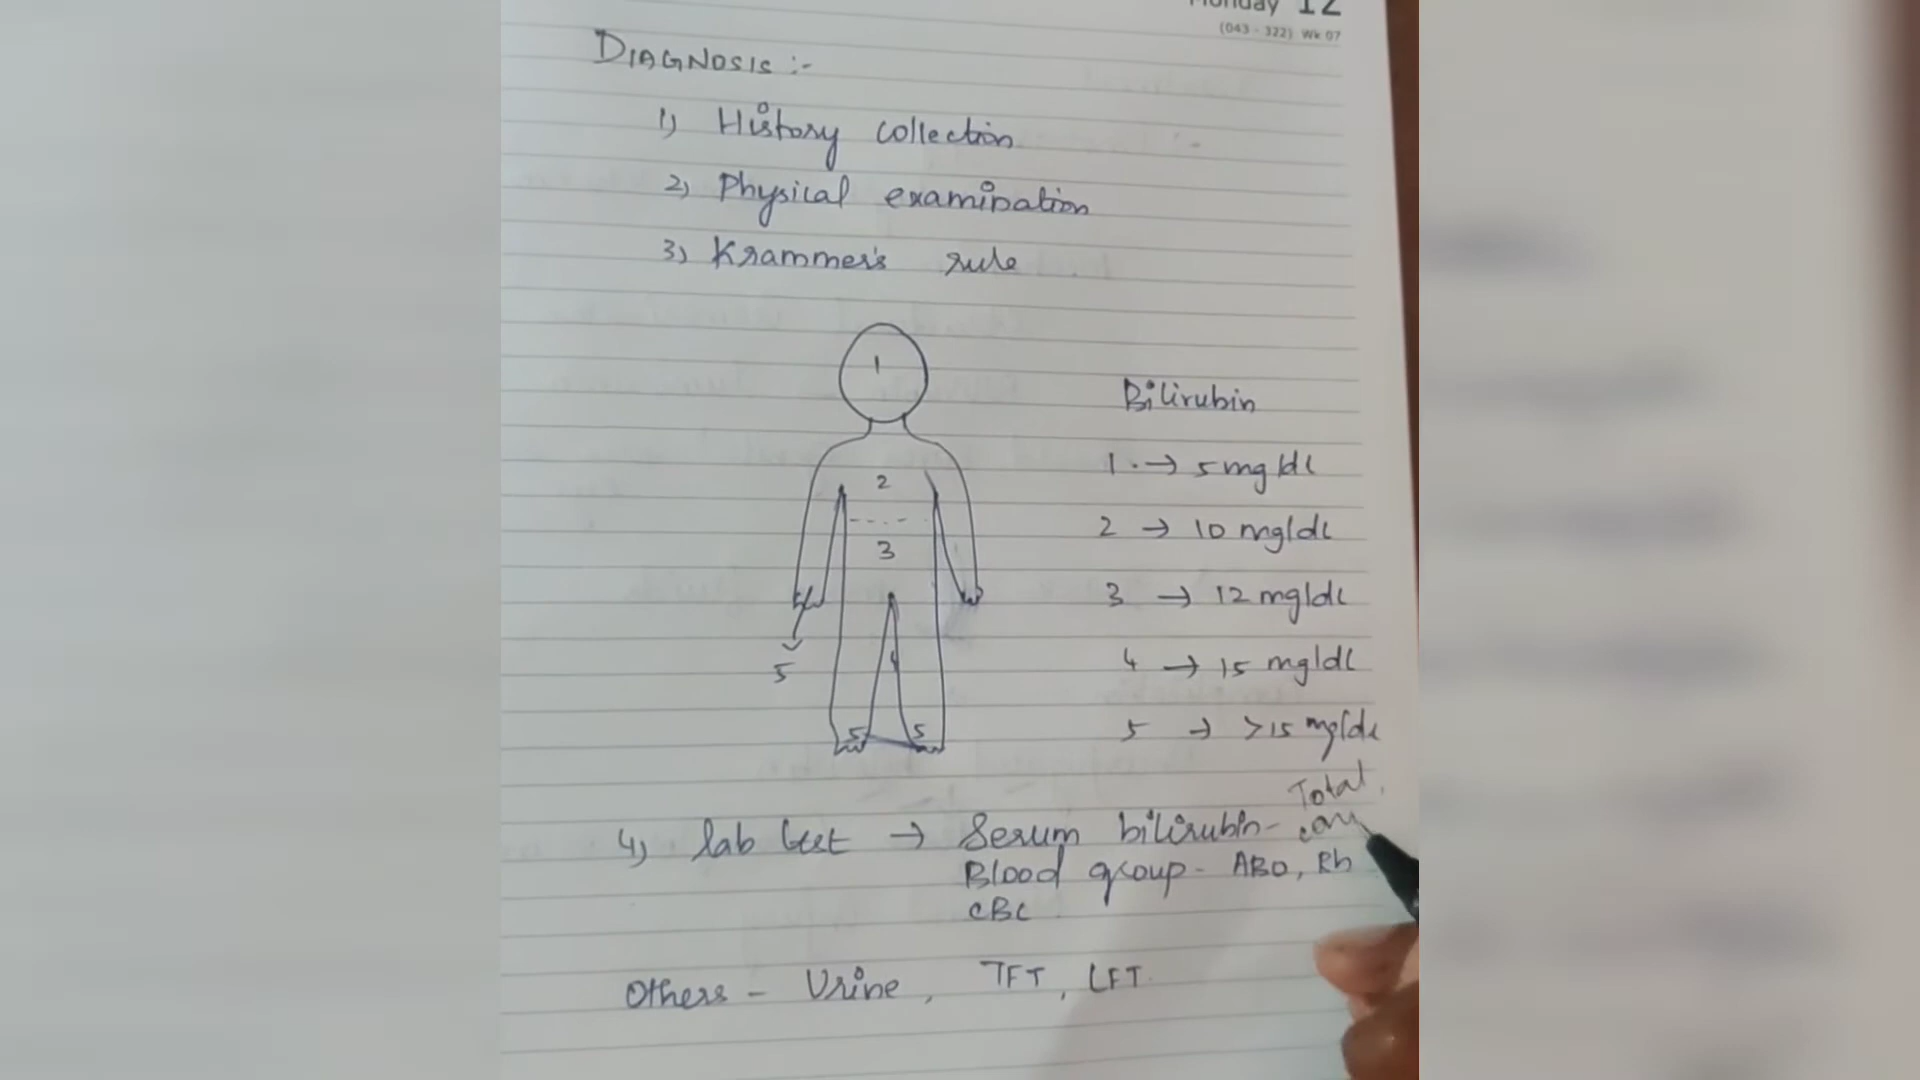 Monday 12
(043 - 322) Wk 07
DIAGNOSIS :-
1) History collection
2) Physical examination
3) Krammer's rule
1
Bilirubin
2
1. → 5 mg/dl
2 → 10 mg/dl
3
3 → 12 mg/dl
4
4 → 15 mg/dl
5
5 5
5 → >15 mg/dl
Total,
4) lab test → Serum bilirubin -
Blood group - ABO, Rh
CBC
Others - Urine, TFT, LFT